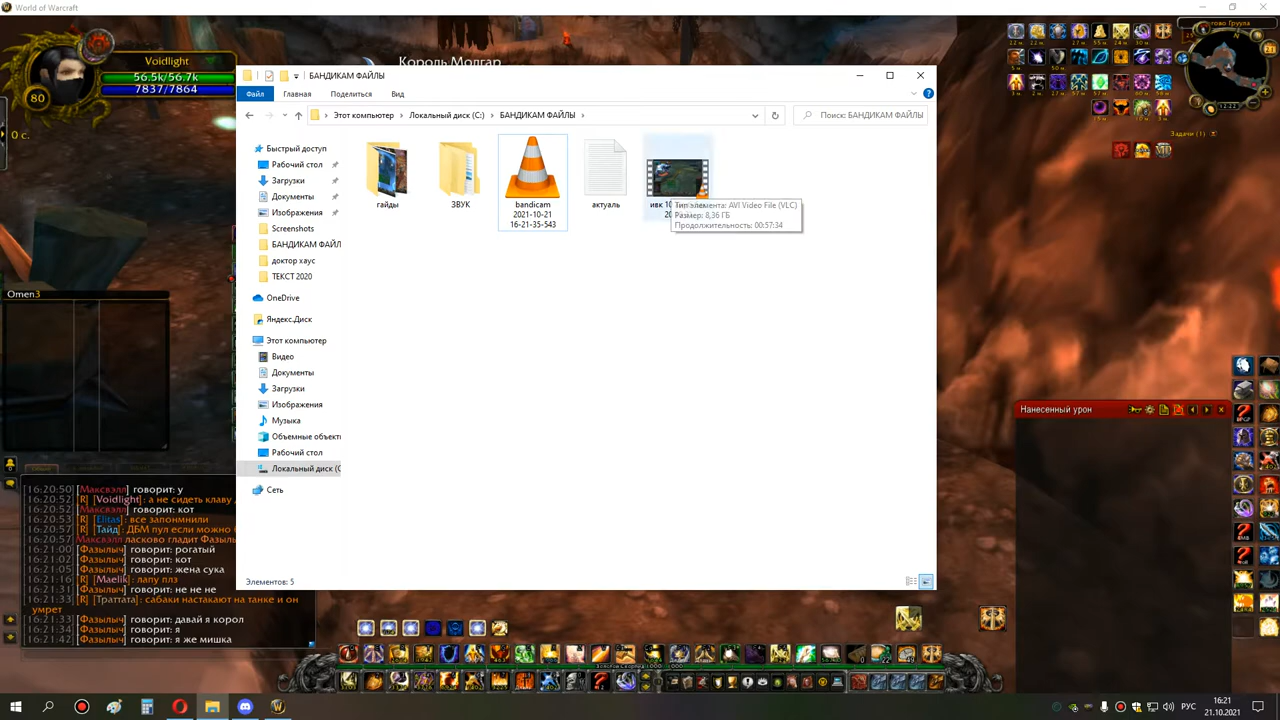 World of Warcraft
Voidlight
56.5k/56.7k
7837/7864
80
0 с.
Король Молгар
БАНДИКАМ ФАЙЛЫ
Файл
Главная
Поделиться
Вид
Этот компьютер
Локальный диск (C:)
БАНДИКАМ ФАЙЛЫ
Поиск: БАНДИКАМ ФАЙЛЫ
Быстрый доступ
Рабочий стол
Загрузки
Документы
Изображения
Screenshots
БАНДИКАМ ФАЙЛ
доктор хаус
ТЕКСТ 2020
OneDrive
Яндекс.Диск
Этот компьютер
Видео
Документы
Загрузки
Изображения
Музыка
Объемные объект
Рабочий стол
Локальный диск (C
Сеть
гайды
ЗВУК
bandicam
2021-10-21
16-21-35-543
актуаль
ивк 10
Тип элемента: AVI Video File (VLC)
Размер: 8,36 ГБ
Продолжительность: 00:57:34
Элементов: 5
12:22
Задачи (1)
Omen3
Нанесенный урон
[16:20:50] [Максвэлл] говорит: у
[16:20:52] [R] [Voidlight]: а не сидеть клаву
[16:20:52] [Максвэлл] говорит: кот
[16:20:53] [R] [Elitas]: все запонмнили
[16:20:57] [R] [Тайд]: ДБМ пул если можно
[16:20:57] Максвэлл ласково гладит Фазыл
[16:21:00] [Фазылыч] говорит: рогатый
[16:21:02] [Фазылыч] говорит: кот
[16:21:05] [Фазылыч] говорит: жена сука
[16:21:16] [R] [Maelik]: лапу плз
[16:21:31] [Фазылыч] говорит: не не не
[16:21:33] [R] [Траттата]: сабаки настакают на танке и он
умрет
[16:21:33] [Фазылыч] говорит: давай я корол
[16:21:34] [Фазылыч] говорит: я
[16:21:42] [Фазылыч] говорит: я же мишка
РУС
16:21
21.10.2021